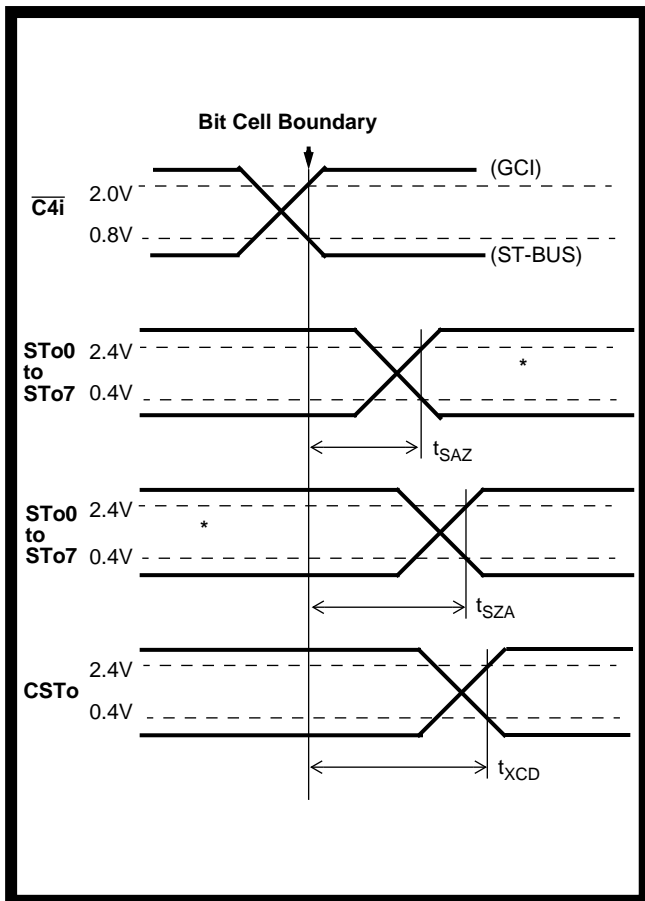 Bit Cell Boundary
(GCI)
C4i
2.0V
0.8V
(ST-BUS)
STo0
to
STo7
2.4V
0.4V
*
tSAZ
STo0
to
STo7
2.4V
0.4V
*
tSZA
CSTo
2.4V
0.4V
tXCD